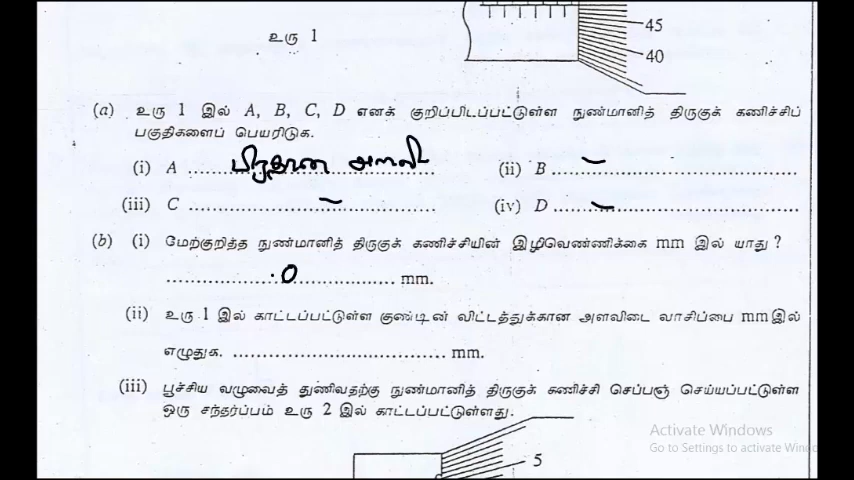 45
உரு 1
40
(a) உரு 1 இல் A, B, C, D எனக் குறிப்பிடப்பட்டுள்ள நுண்மானித் திருகுக் கணிச்சிப்
பகுதிகளைப் பெயரிடுக.
(i) A ........ பிரதான அளவி ........ (ii) B ........
(iii) C ........ (iv) D ........
(b) (i) மேற்குறித்த நுண்மானித் திருகுக் கணிச்சியின் இழிவெண்ணிக்கை mm இல் யாது ?
........ .0 ........ mm.
(ii) உரு 1 இல் காட்டப்பட்டுள்ள குண்டின் விட்டத்துக்கான அளவிடை வாசிப்பை mm இல்
எழுதுக. ........ mm.
(iii) பூச்சிய வழுவைத் துணிவதற்கு நுண்மானித் திருகுக் கணிச்சி செப்பஞ் செய்யப்பட்டுள்ள
ஒரு சந்தர்ப்பம் உரு 2 இல் காட்டப்பட்டுள்ளது.
Activate Windows
Go to Settings to activate Windo
5